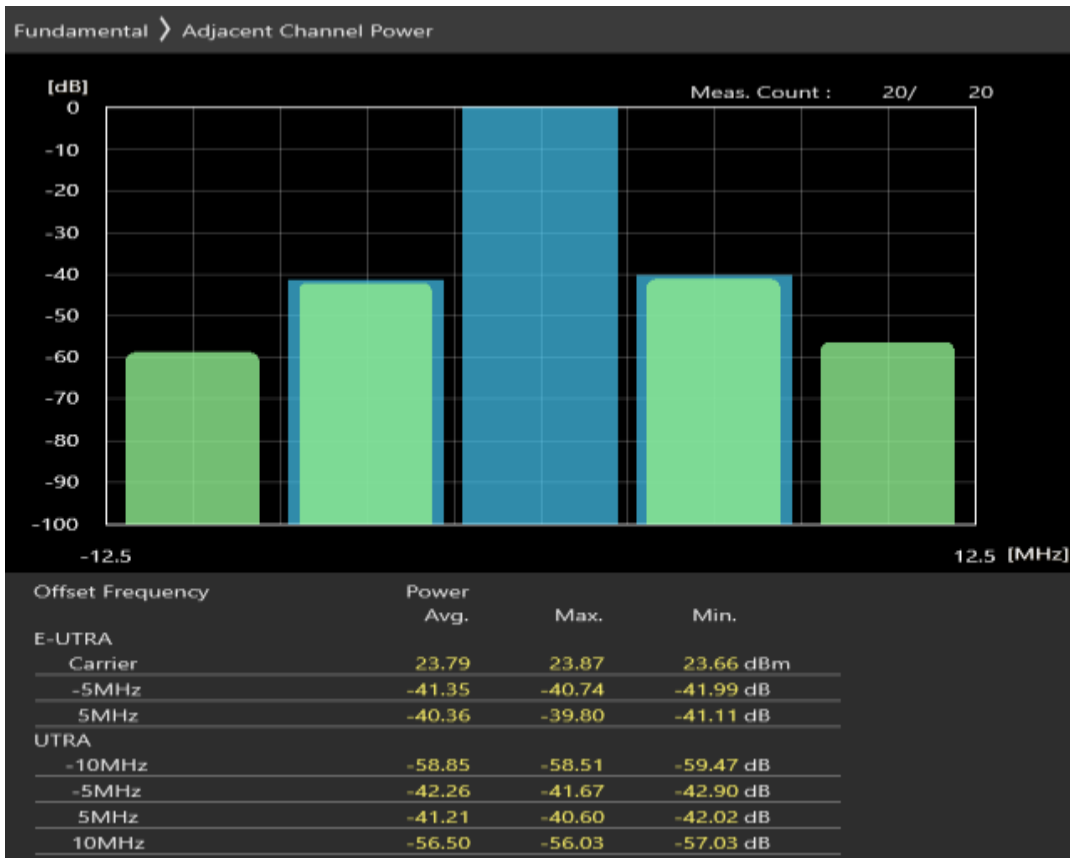 Fundamental 〉 Adjacent Channel Power
[dB]
Meas. Count : 20/ 20
0
-10
-20
-30
-40
-50
-60
-70
-80
-90
-100
-12.5 12.5 [MHz]
Offset Frequency Power
Avg. Max. Min.
E-UTRA
Carrier 23.79 23.87 23.66 dBm
-5MHz -41.35 -40.74 -41.99 dB
5MHz -40.36 -39.80 -41.11 dB
UTRA
-10MHz -58.85 -58.51 -59.47 dB
-5MHz -42.26 -41.67 -42.90 dB
5MHz -41.21 -40.60 -42.02 dB
10MHz -56.50 -56.03 -57.03 dB